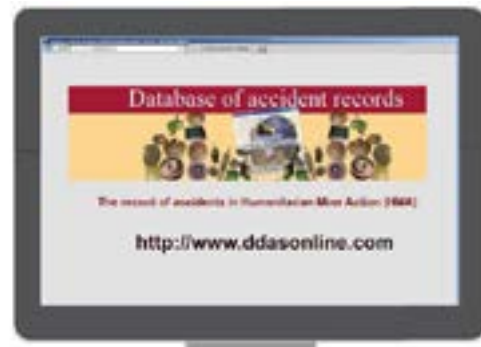 Database of accident records
The record of accidents in Humanitarian Mine Action (HMA)
http://www.ddasonline.com